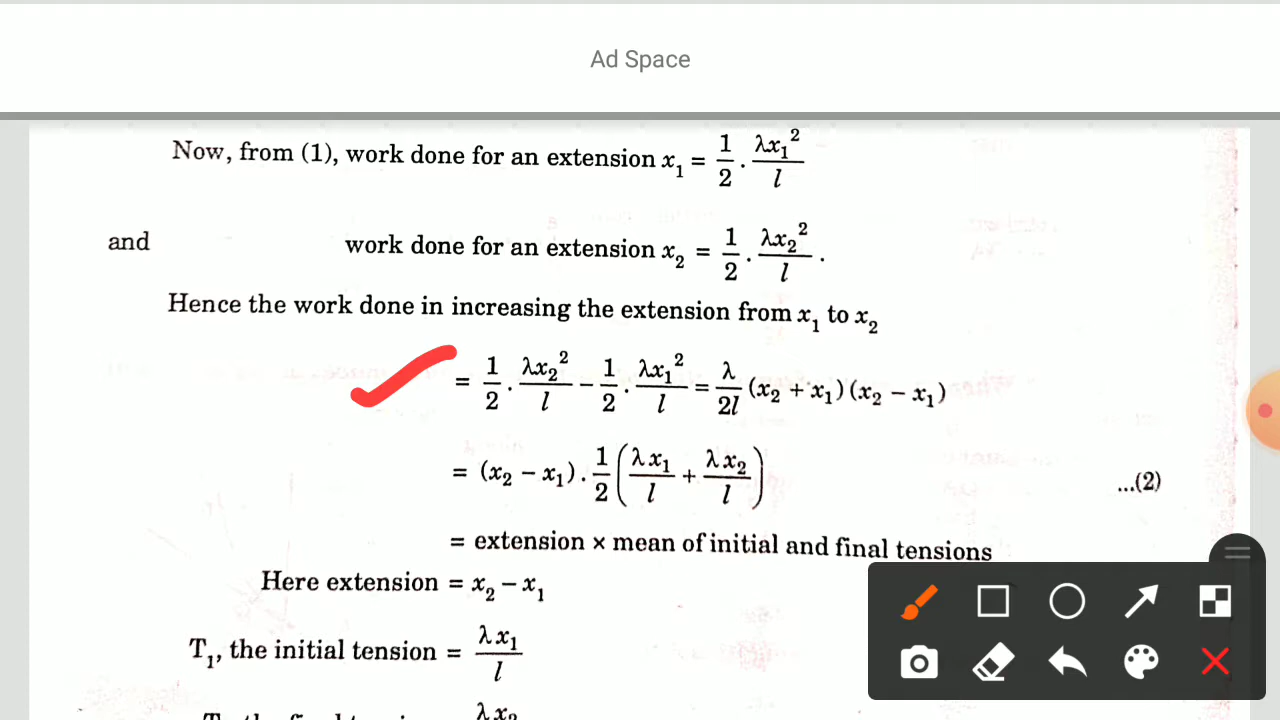 Ad Space
Now, from (1), work done for an extension x₁ = 1/2 · λx₁²/l
and work done for an extension x₂ = 1/2 · λx₂²/l .
Hence the work done in increasing the extension from x₁ to x₂
= 1/2 · λx₂²/l − 1/2 · λx₁²/l = λ/2l (x₂ + x₁) (x₂ − x₁)
= (x₂ − x₁) · 1/2 (λx₁/l + λx₂/l) ...(2)
= extension × mean of initial and final tensions
Here extension = x₂ − x₁
T₁, the initial tension = λx₁/l
λx₂